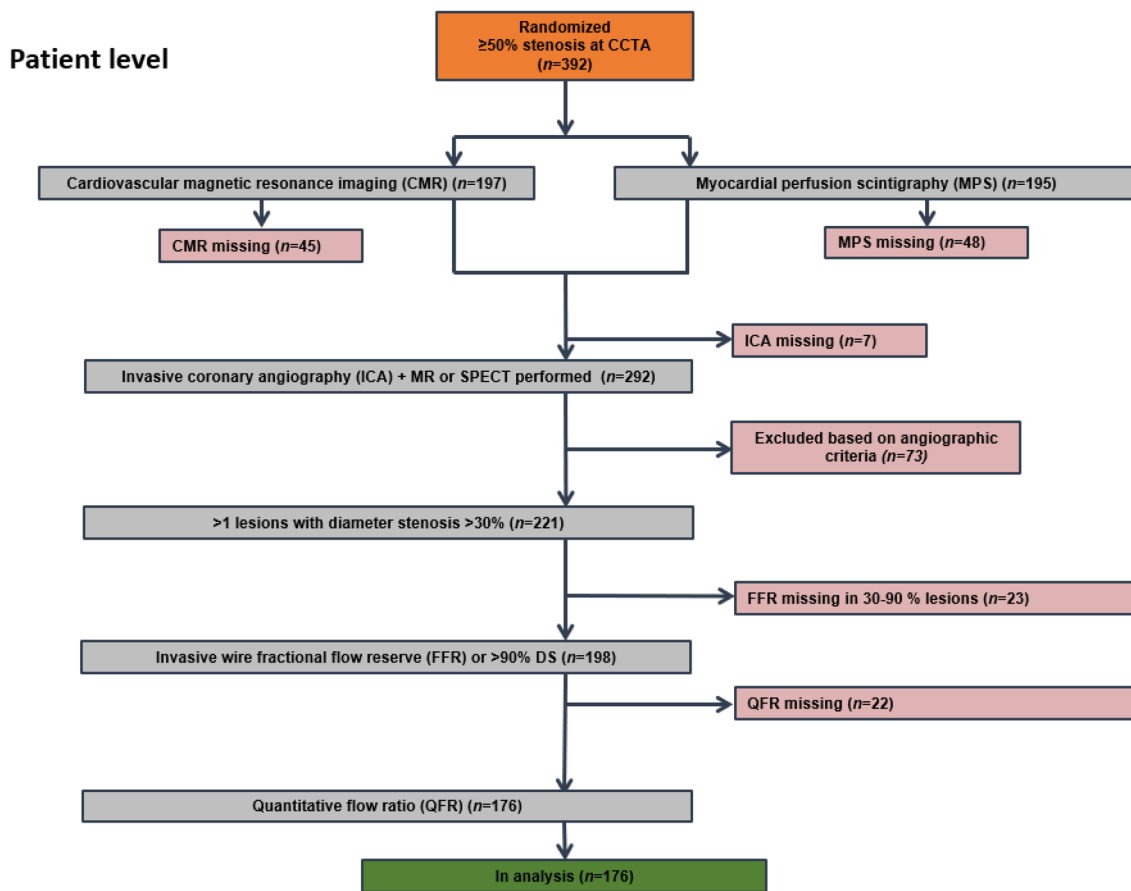 Patient level
Randomized
≥50% stenosis at CCTA
(n=392)
Cardiovascular magnetic resonance imaging (CMR) (n=197)
Myocardial perfusion scintigraphy (MPS) (n=195)
CMR missing (n=45)
MPS missing (n=48)
ICA missing (n=7)
Invasive coronary angiography (ICA) + MR or SPECT performed (n=292)
Excluded based on angiographic
criteria (n=73)
>1 lesions with diameter stenosis >30% (n=221)
FFR missing in 30-90 % lesions (n=23)
Invasive wire fractional flow reserve (FFR) or >90% DS (n=198)
QFR missing (n=22)
Quantitative flow ratio (QFR) (n=176)
In analysis (n=176)